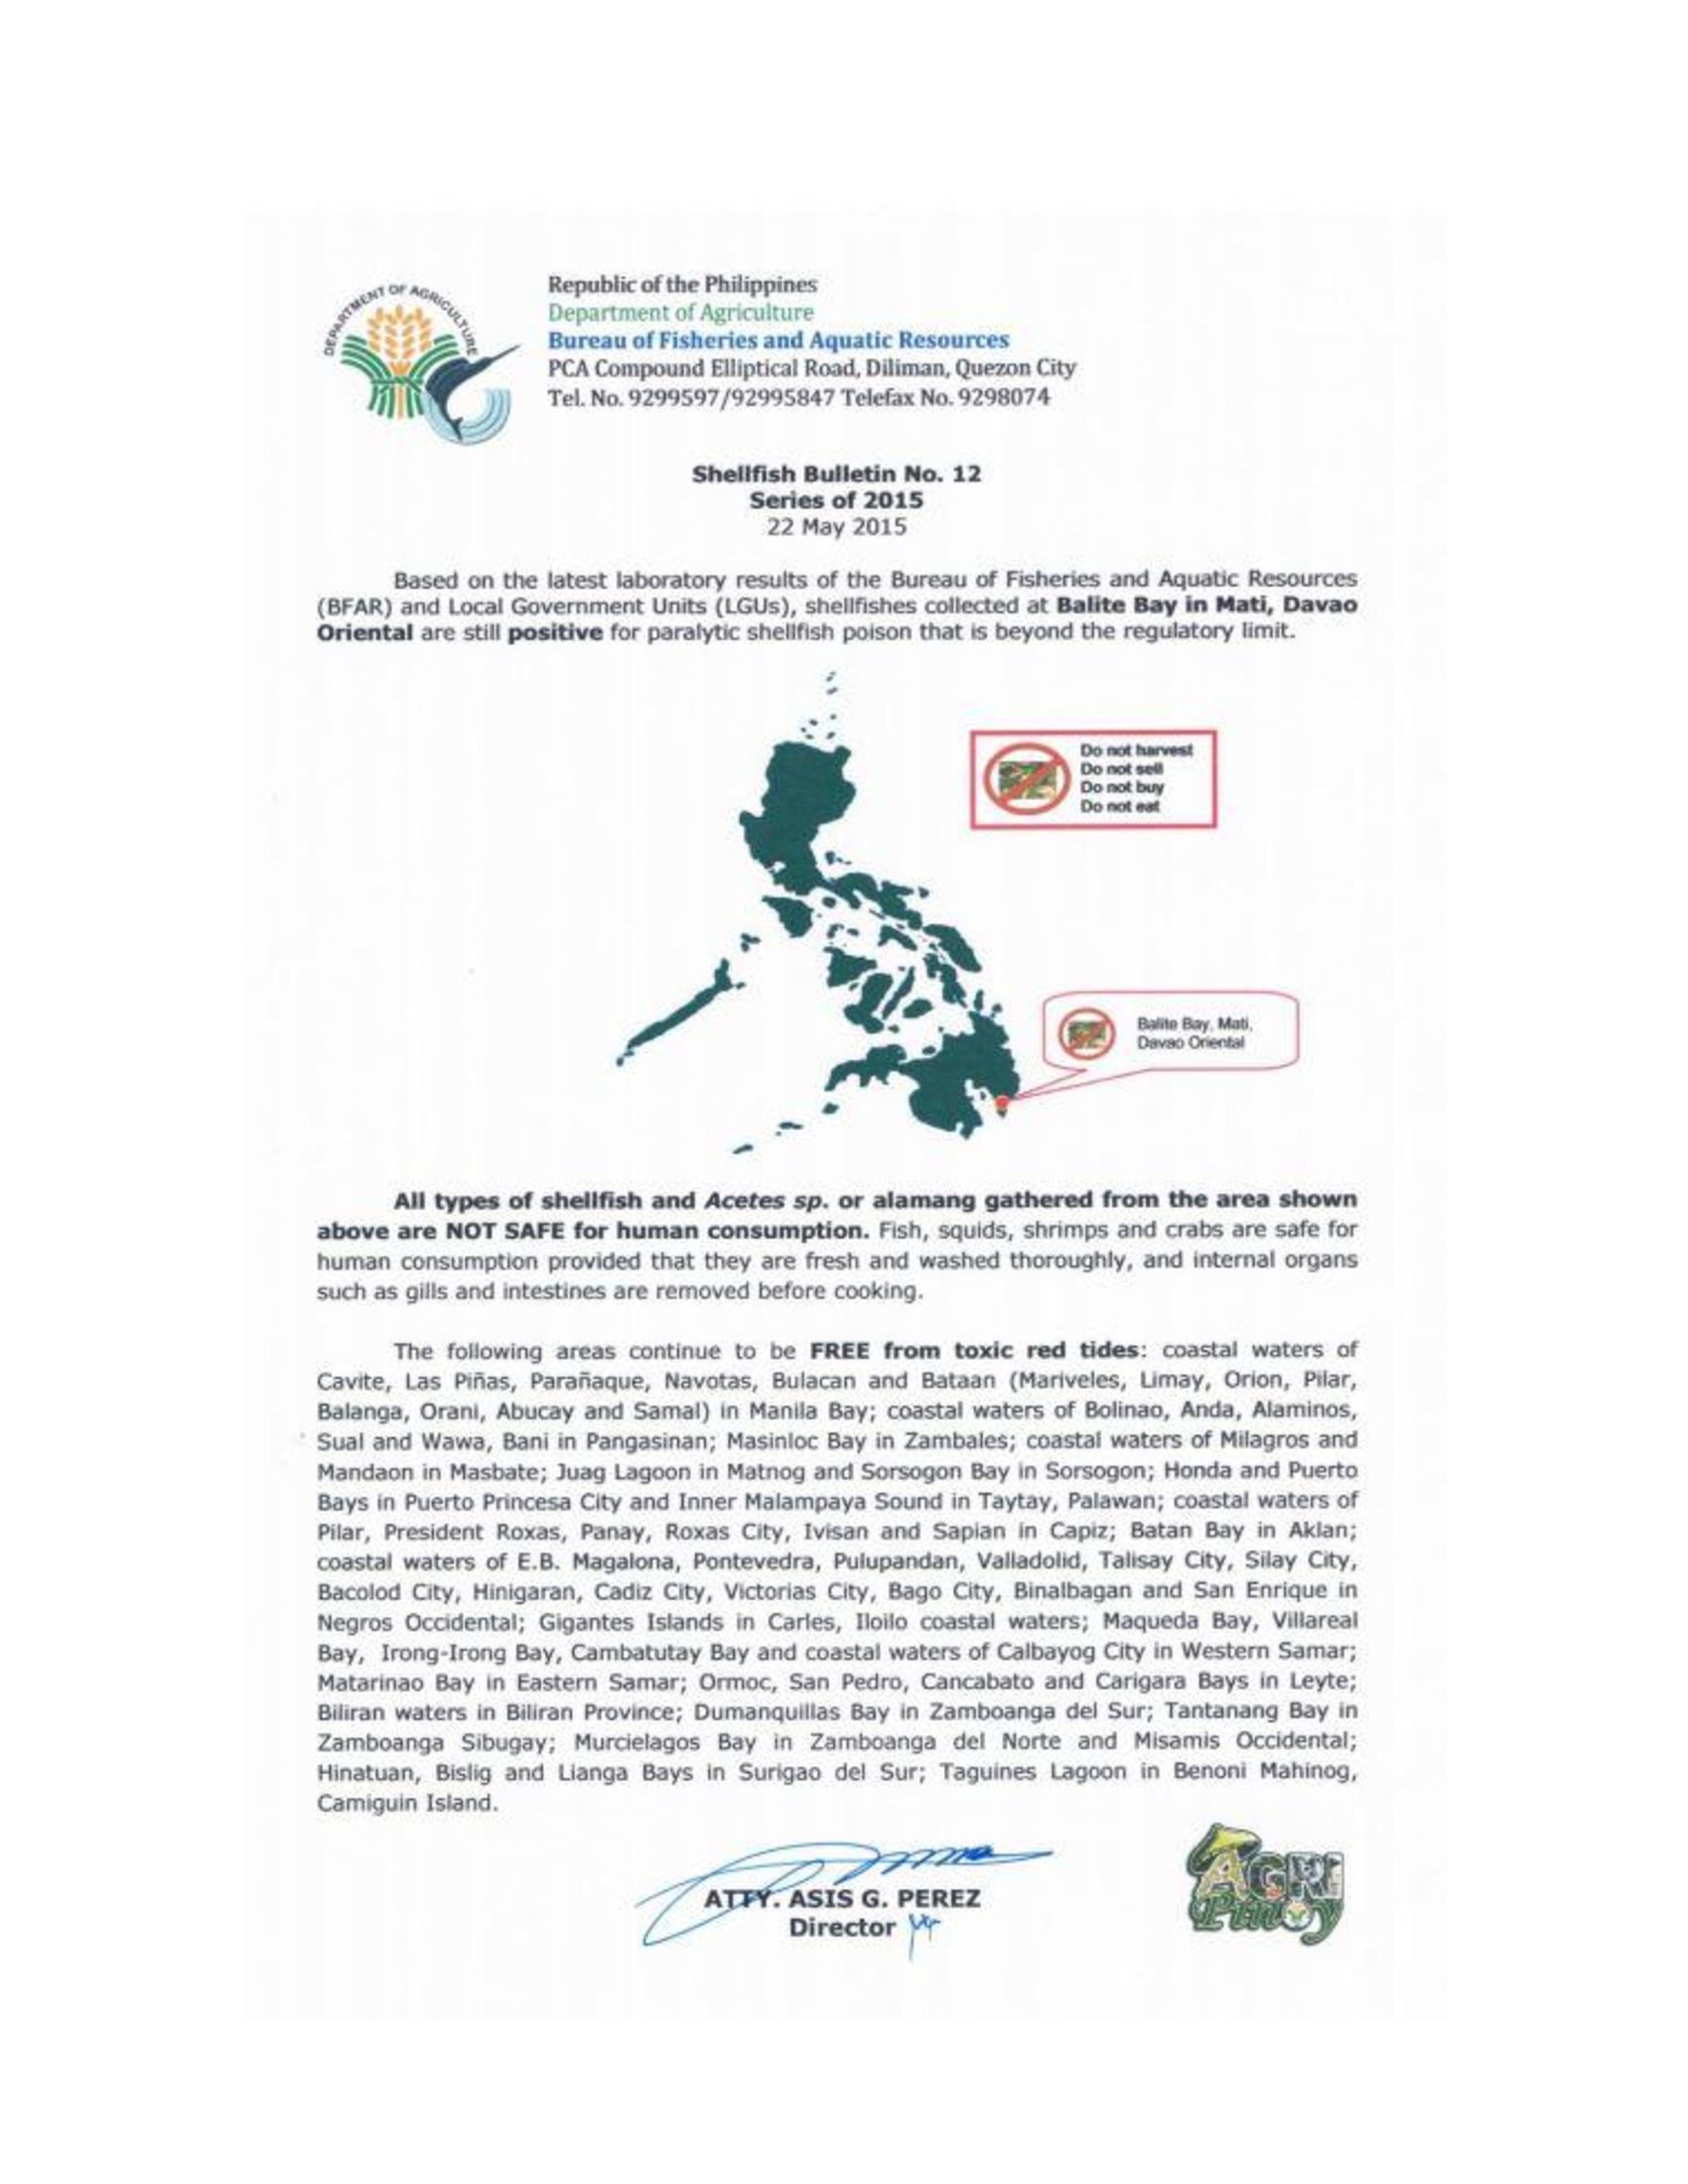 DEPARTMENT OF AGRICULTURE
Republic of the Philippines
Department of Agriculture
Bureau of Fisheries and Aquatic Resources
PCA Compound Elliptical Road, Diliman, Quezon City
Tel. No. 9299597/92995847 Telefax No. 9298074
Shellfish Bulletin No. 12
Series of 2015
22 May 2015
Based on the latest laboratory results of the Bureau of Fisheries and Aquatic Resources
(BFAR) and Local Government Units (LGUs), shellfishes collected at Balite Bay in Mati, Davao
Oriental are still positive for paralytic shellfish poison that is beyond the regulatory limit.
Do not harvest
Do not sell
Do not buy
Do not eat
Balite Bay, Mati,
Davao Oriental
All types of shellfish and Acetes sp. or alamang gathered from the area shown
above are NOT SAFE for human consumption. Fish, squids, shrimps and crabs are safe for
human consumption provided that they are fresh and washed thoroughly, and internal organs
such as gills and intestines are removed before cooking.
The following areas continue to be FREE from toxic red tides: coastal waters of
Cavite, Las Piñas, Parañaque, Navotas, Bulacan and Bataan (Mariveles, Limay, Orion, Pilar,
Balanga, Orani, Abucay and Samal) in Manila Bay; coastal waters of Bolinao, Anda, Alaminos,
Sual and Wawa, Bani in Pangasinan; Masinloc Bay in Zambales; coastal waters of Milagros and
Mandaon in Masbate; Juag Lagoon in Matnog and Sorsogon Bay in Sorsogon; Honda and Puerto
Bays in Puerto Princesa City and Inner Malampaya Sound in Taytay, Palawan; coastal waters of
Pilar, President Roxas, Panay, Roxas City, Ivisan and Sapian in Capiz; Batan Bay in Aklan;
coastal waters of E.B. Magalona, Pontevedra, Pulupandan, Valladolid, Talisay City, Silay City,
Bacolod City, Hinigaran, Cadiz City, Victorias City, Bago City, Binalbagan and San Enrique in
Negros Occidental; Gigantes Islands in Carles, Iloilo coastal waters; Maqueda Bay, Villareal
Bay, Irong-Irong Bay, Cambatutay Bay and coastal waters of Calbayog City in Western Samar;
Matarinao Bay in Eastern Samar; Ormoc, San Pedro, Cancabato and Carigara Bays in Leyte;
Biliran waters in Biliran Province; Dumanquillas Bay in Zamboanga del Sur; Tantanang Bay in
Zamboanga Sibugay; Murcielagos Bay in Zamboanga del Norte and Misamis Occidental;
Hinatuan, Bislig and Lianga Bays in Surigao del Sur; Taguines Lagoon in Benoni Mahinog,
Camiguin Island.
ATTY. ASIS G. PEREZ
Director
AGRI
Pinoy